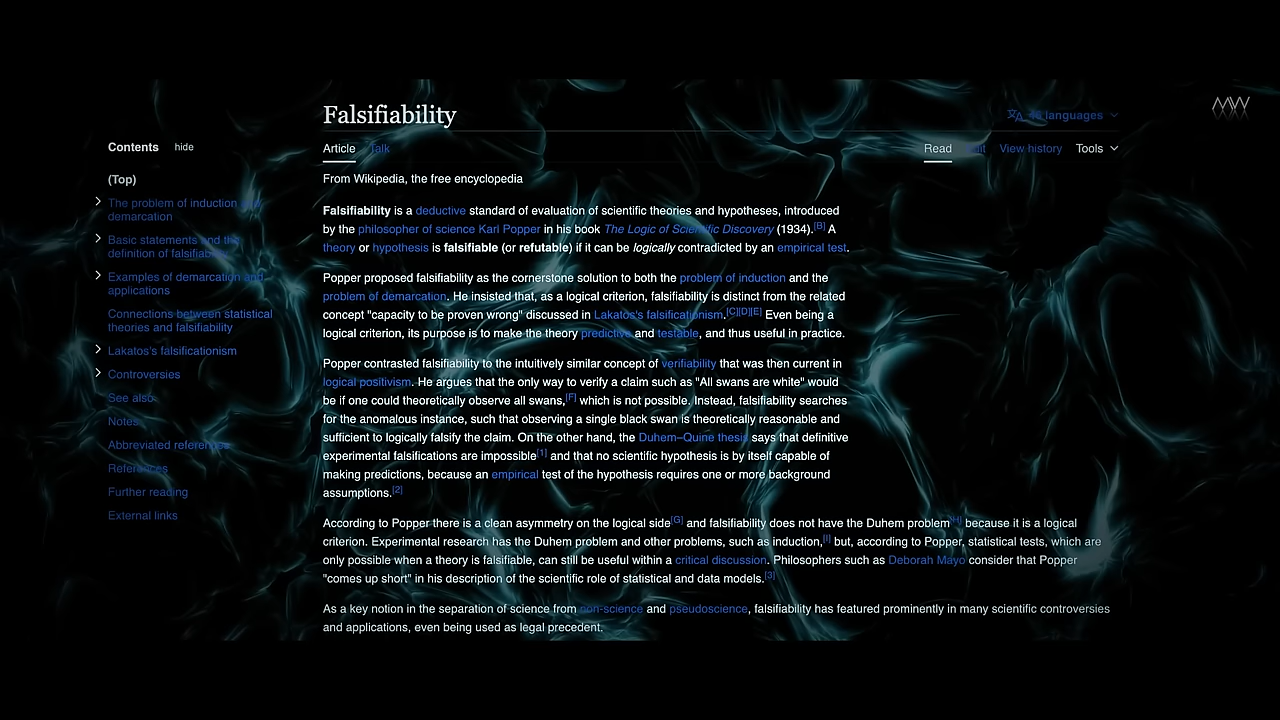 Falsifiability
languages
Contents hide
Article Talk
Read View history Tools
(Top)
From Wikipedia, the free encyclopedia
The problem of induction and
demarcation
Basic statements and the
definition of falsifiability
Examples of demarcation and
applications
Connections between statistical
theories and falsifiability
Lakatos's falsificationism
Controversies
See also
Notes
Abbreviated references
References
Further reading
External links
Falsifiability is a deductive standard of evaluation of scientific theories and hypotheses, introduced
by the philosopher of science Karl Popper in his book The Logic of Scientific Discovery (1934).[B] A
theory or hypothesis is falsifiable (or refutable) if it can be logically contradicted by an empirical test.
Popper proposed falsifiability as the cornerstone solution to both the problem of induction and the
problem of demarcation. He insisted that, as a logical criterion, falsifiability is distinct from the related
concept "capacity to be proven wrong" discussed in Lakatos's falsificationism.[C][D][E] Even being a
logical criterion, its purpose is to make the theory predictive and testable, and thus useful in practice.
Popper contrasted falsifiability to the intuitively similar concept of verifiability that was then current in
logical positivism. He argues that the only way to verify a claim such as "All swans are white" would
be if one could theoretically observe all swans,[F] which is not possible. Instead, falsifiability searches
for the anomalous instance, such that observing a single black swan is theoretically reasonable and
sufficient to logically falsify the claim. On the other hand, the Duhem–Quine thesis says that definitive
experimental falsifications are impossible[1] and that no scientific hypothesis is by itself capable of
making predictions, because an empirical test of the hypothesis requires one or more background
assumptions.[2]
According to Popper there is a clean asymmetry on the logical side[G] and falsifiability does not have the Duhem problem[H] because it is a logical
criterion. Experimental research has the Duhem problem and other problems, such as induction,[I] but, according to Popper, statistical tests, which are
only possible when a theory is falsifiable, can still be useful within a critical discussion. Philosophers such as Deborah Mayo consider that Popper
"comes up short" in his description of the scientific role of statistical and data models.[3]
As a key notion in the separation of science from non-science and pseudoscience, falsifiability has featured prominently in many scientific controversies
and applications, even being used as legal precedent.